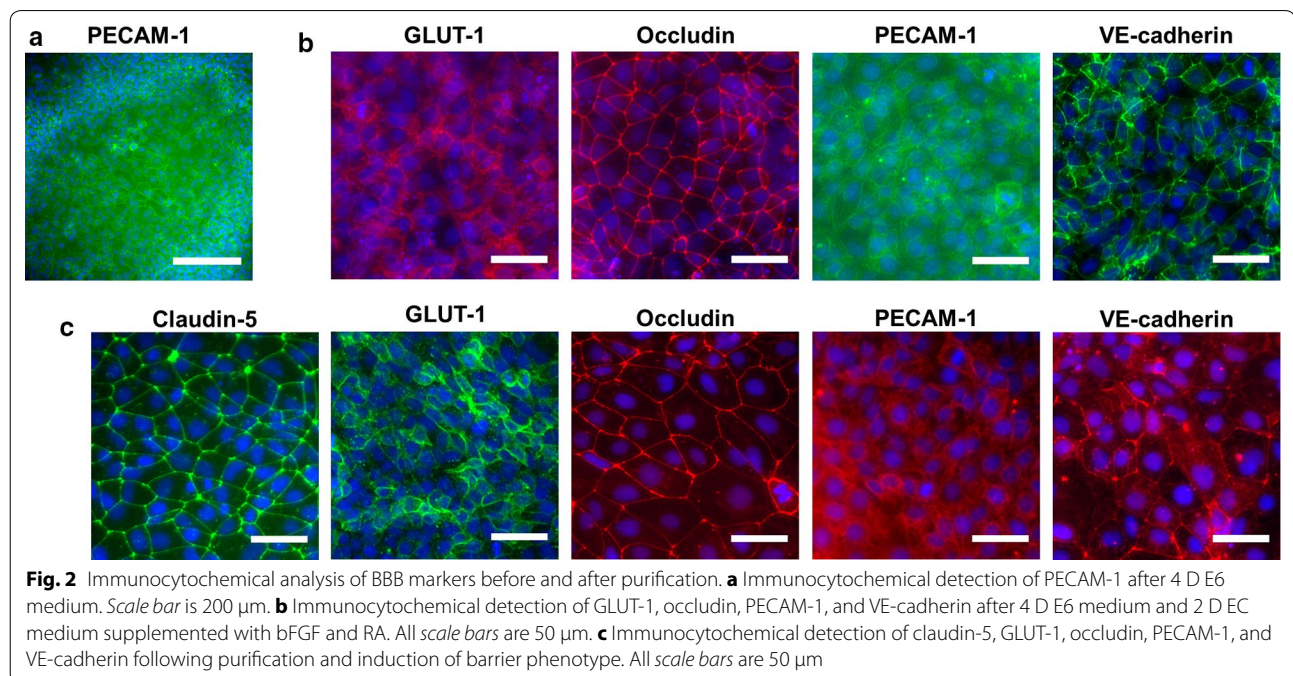 a
PECAM-1
b
GLUT-1
Occludin
PECAM-1
VE-cadherin
c
Claudin-5
GLUT-1
Occludin
PECAM-1
VE-cadherin
Fig. 2 Immunocytochemical analysis of BBB markers before and after purification. a Immunocytochemical detection of PECAM-1 after 4 D E6
medium. Scale bar is 200 μm. b Immunocytochemical detection of GLUT-1, occludin, PECAM-1, and VE-cadherin after 4 D E6 medium and 2 D EC
medium supplemented with bFGF and RA. All scale bars are 50 μm. c Immunocytochemical detection of claudin-5, GLUT-1, occludin, PECAM-1, and
VE-cadherin following purification and induction of barrier phenotype. All scale bars are 50 μm